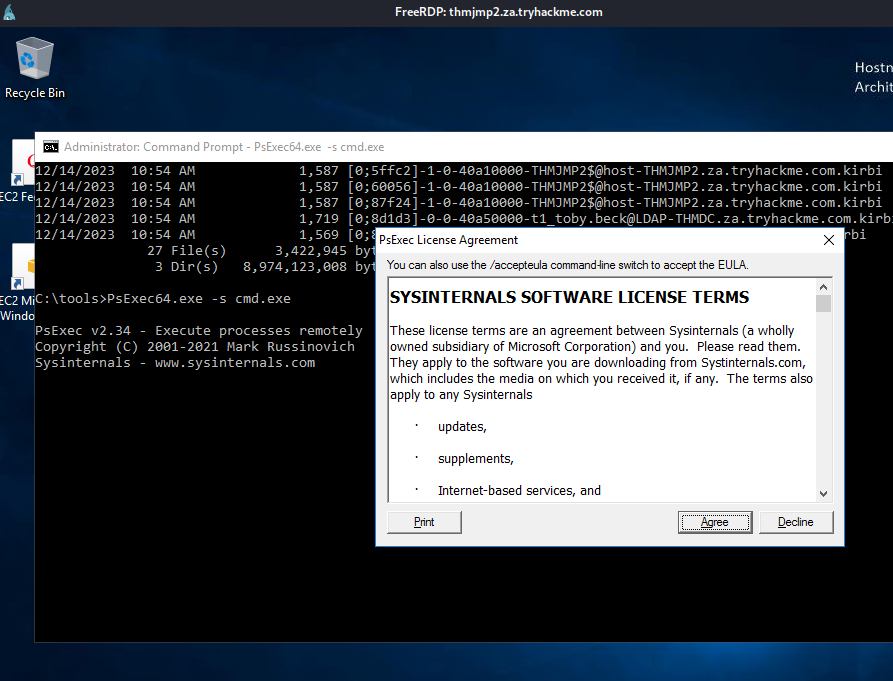 FreeRDP: thmjmp2.za.tryhackme.com
Recycle Bin
Hostn
Archit
EC2 Fe
EC2 Mi
Windo
Administrator: Command Prompt - PsExec64.exe -s cmd.exe
12/14/2023 10:54 AM 1,587 [0;5ffc2]-1-0-40a10000-THMJMP2$@host-THMJMP2.za.tryhackme.com.kirbi
12/14/2023 10:54 AM 1,587 [0;60056]-1-0-40a10000-THMJMP2$@host-THMJMP2.za.tryhackme.com.kirbi
12/14/2023 10:54 AM 1,587 [0;87f24]-1-0-40a10000-THMJMP2$@host-THMJMP2.za.tryhackme.com.kirbi
12/14/2023 10:54 AM 1,719 [0;8d1d3]-0-0-40a50000-t1_toby.beck@LDAP-THMDC.za.tryhackme.com.kirb
12/14/2023 10:54 AM 1,569 [0;8 rbi
27 File(s) 3,422,945 byt
3 Dir(s) 8,974,123,008 byt
C:\tools>PsExec64.exe -s cmd.exe
PsExec v2.34 - Execute processes remotely
Copyright (C) 2001-2021 Mark Russinovich
Sysinternals - www.sysinternals.com
PsExec License Agreement
You can also use the /accepteula command-line switch to accept the EULA.
SYSINTERNALS SOFTWARE LICENSE TERMS
These license terms are an agreement between Sysinternals (a wholly
owned subsidiary of Microsoft Corporation) and you. Please read them.
They apply to the software you are downloading from Systinternals.com,
which includes the media on which you received it, if any. The terms also
apply to any Sysinternals
· updates,
· supplements,
· Internet-based services, and
Print
Agree
Decline